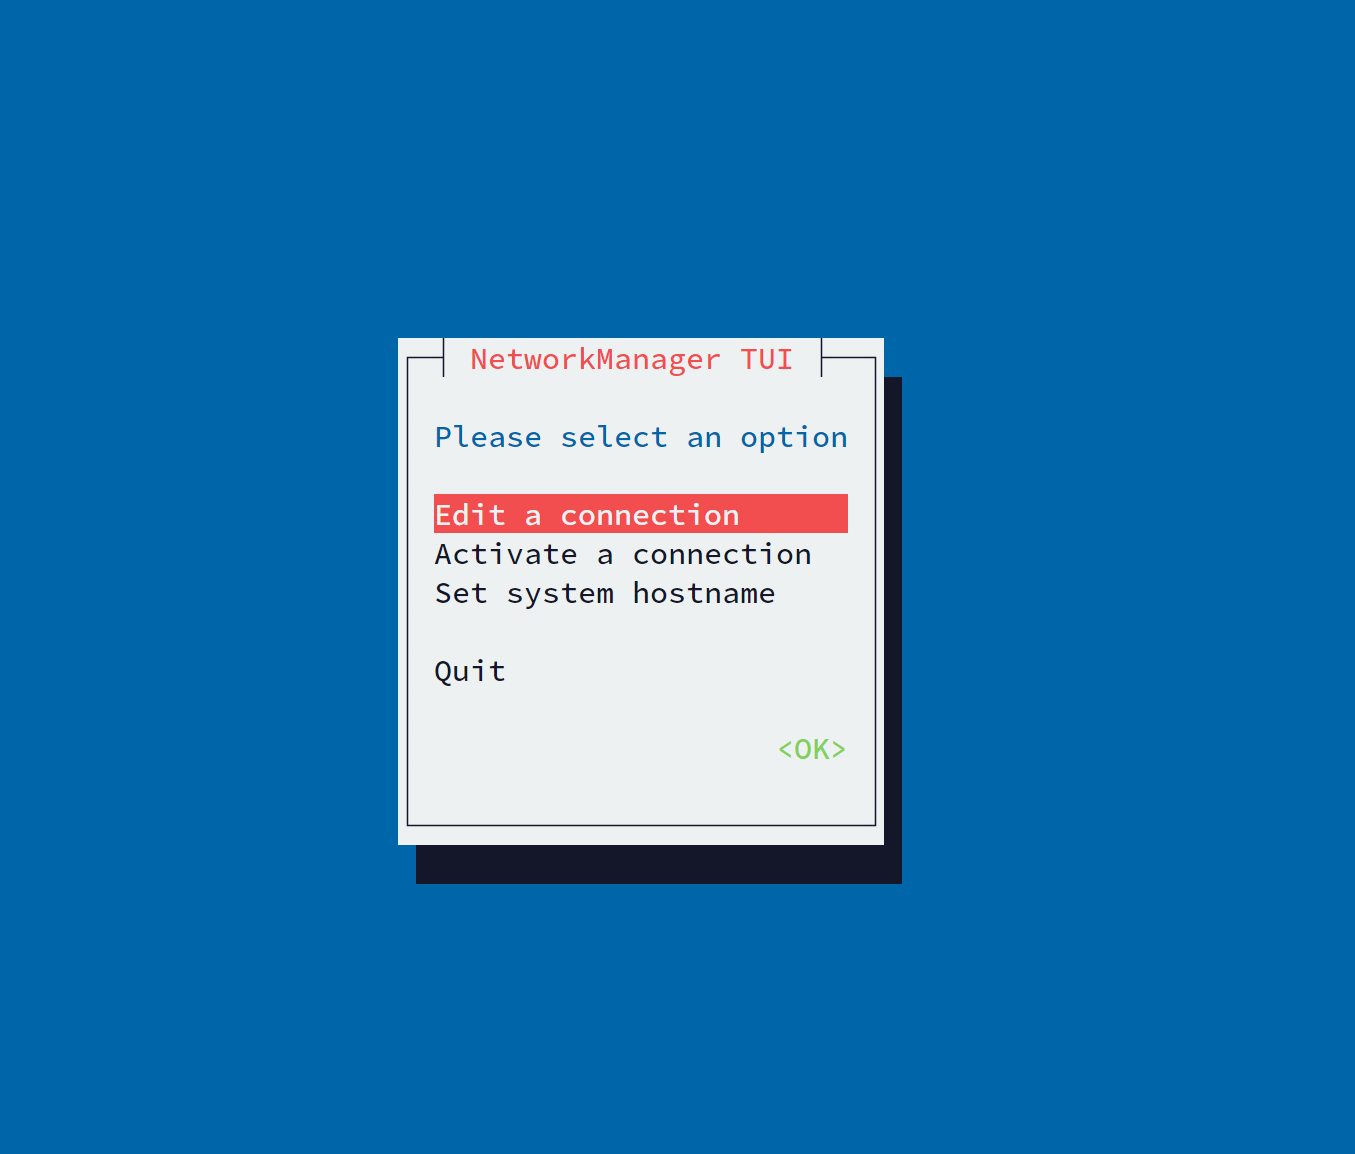 NetworkManager TUI
Please select an option
Edit a connection
Activate a connection
Set system hostname
Quit
<OK>